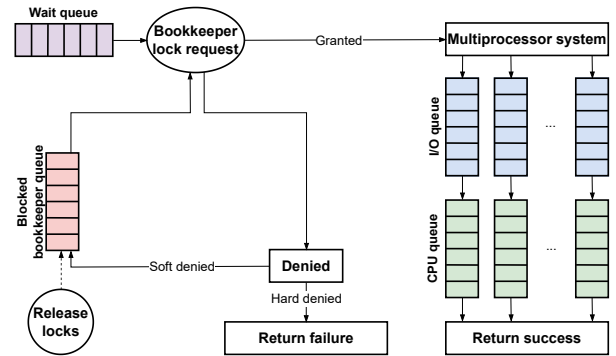 Wait queue
Bookkeeper
lock request
Granted
Multiprocessor system
I/O queue
...
Blocked
bookkeeper queue
CPU queue
...
Soft denied
Denied
Hard denied
Release
locks
Return failure
Return success